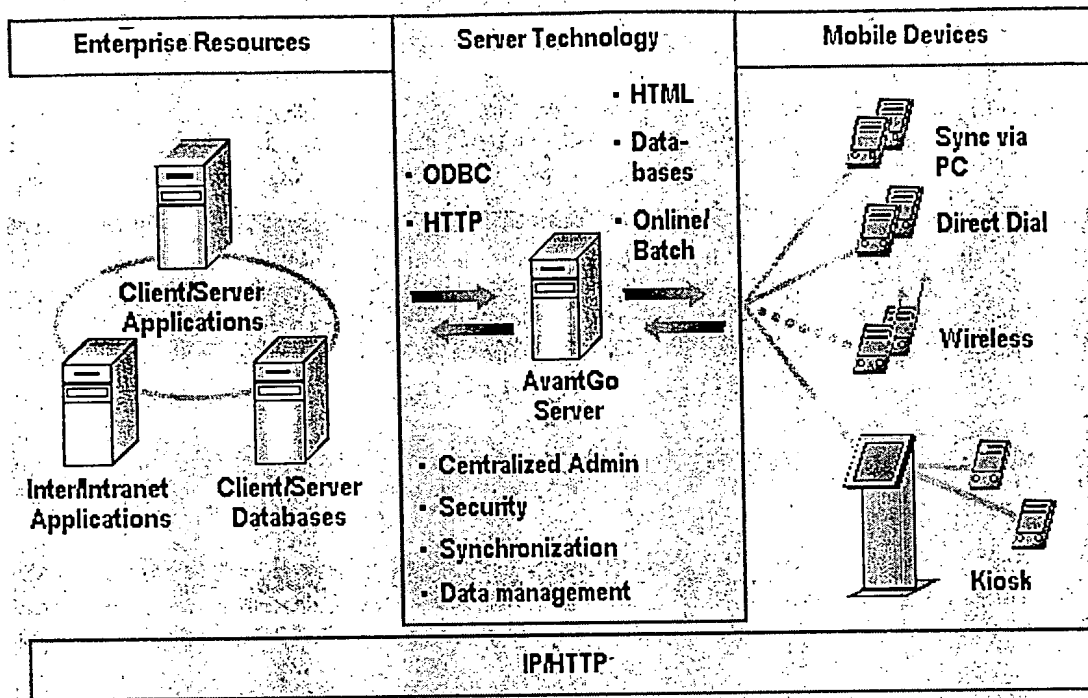 Enterprise Resources
Server Technology
Mobile Devices
Client/Server
Applications
Inter/Intranet
Applications
Client/Server
Databases
· ODBC
· HTTP
· HTML
· Data-
bases
· Online/
Batch
AvantGo
Server
· Centralized Admin
· Security
· Synchronization
· Data management
Sync via
PC
Direct Dial
Wireless
Kiosk
IP/HTTP